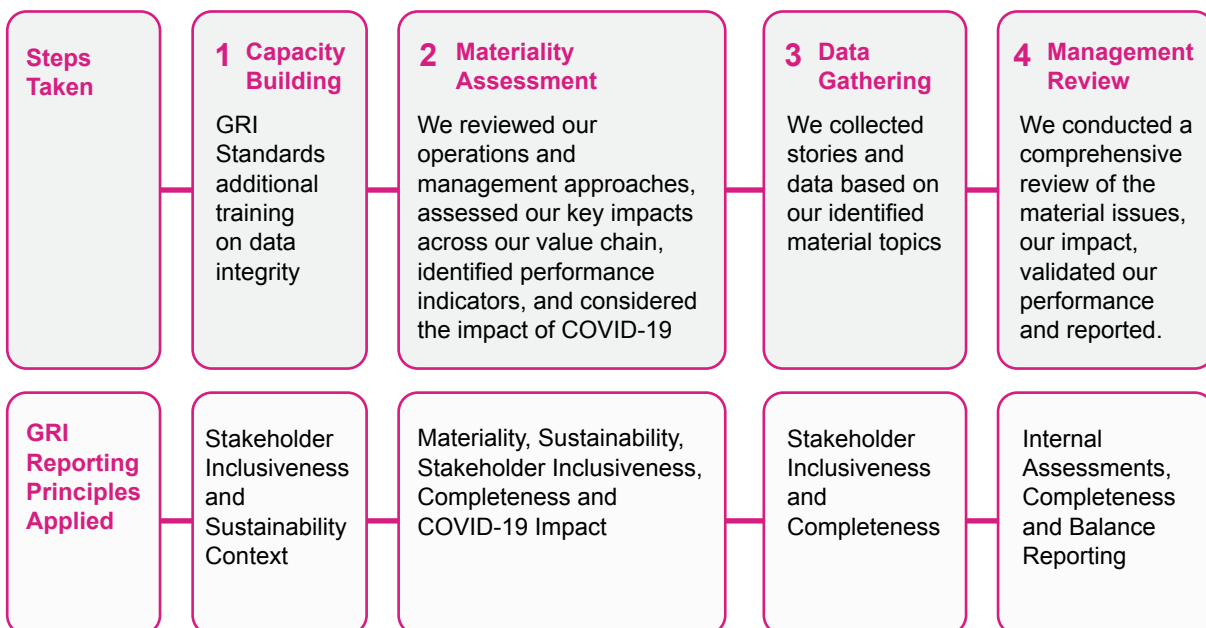 Steps
Taken
1 Capacity
Building
GRI
Standards
additional
training
on data
integrity
2 Materiality
Assessment
We reviewed our
operations and
management approaches,
assessed our key impacts
across our value chain,
identified performance
indicators, and considered
the impact of COVID-19
3 Data
Gathering
We collected
stories and
data based on
our identified
material topics
4 Management
Review
We conducted a
comprehensive
review of the
material issues,
our impact,
validated our
performance
and reported.
GRI
Reporting
Principles
Applied
Stakeholder
Inclusiveness
and
Sustainability
Context
Materiality, Sustainability,
Stakeholder Inclusiveness,
Completeness and
COVID-19 Impact
Stakeholder
Inclusiveness
and
Completeness
Internal
Assessments,
Completeness
and Balance
Reporting